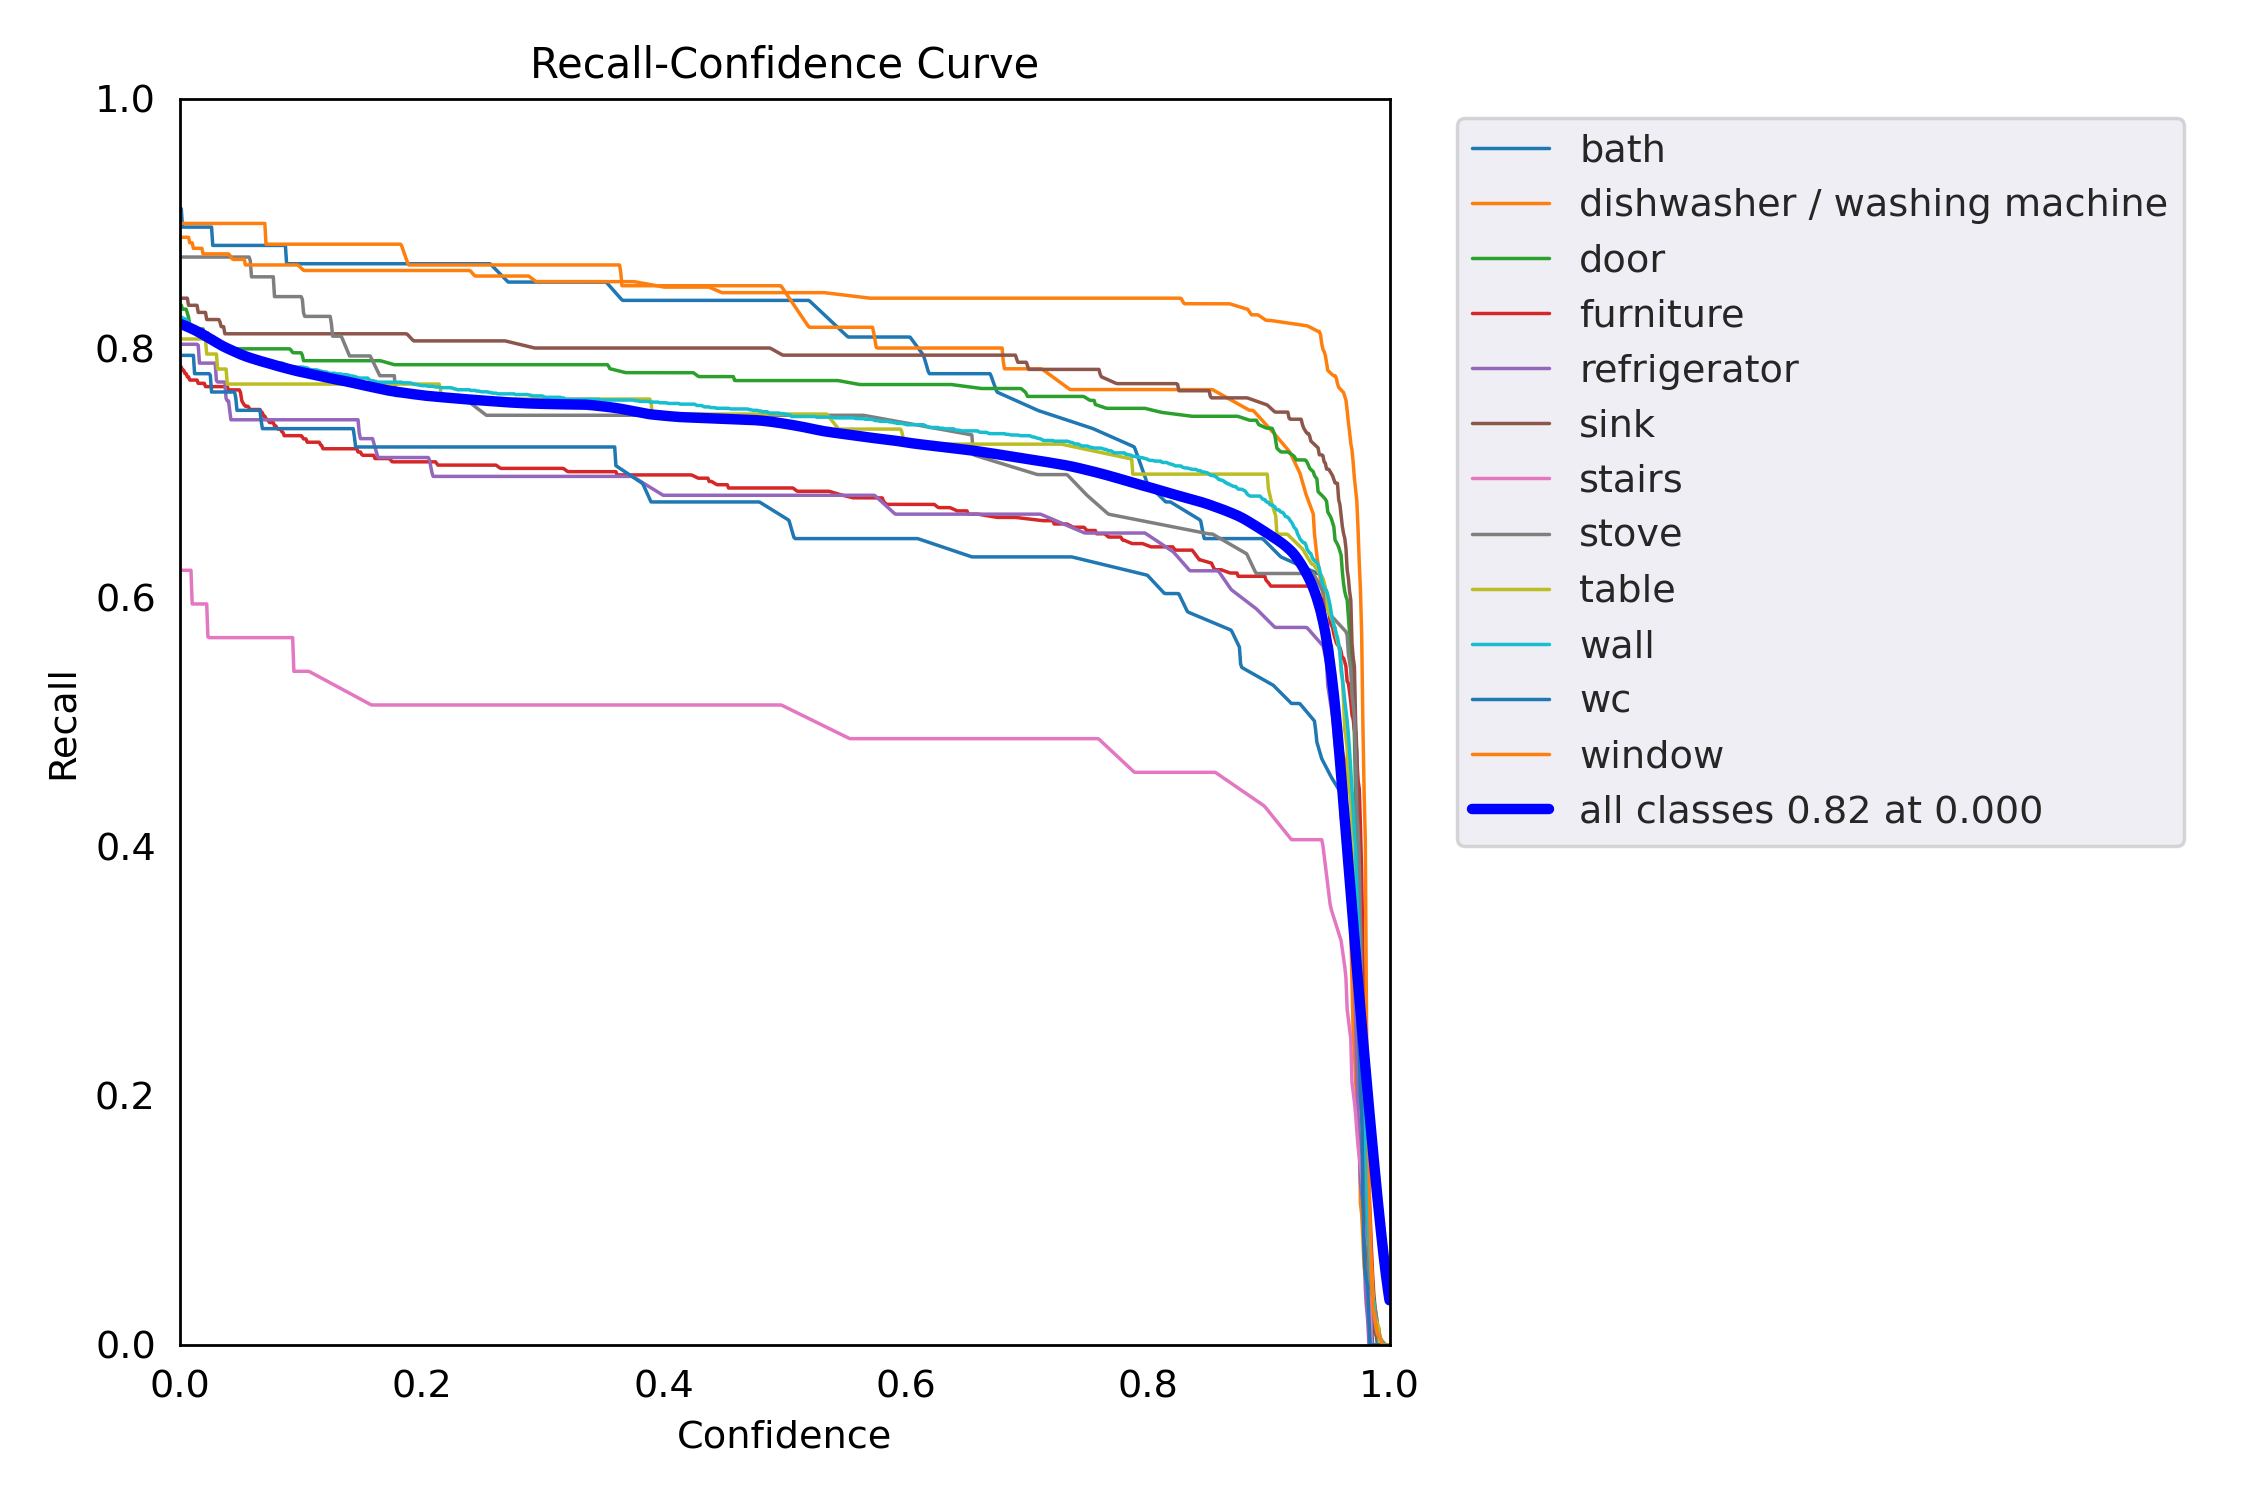 Recall-Confidence Curve
1.0
0.8
0.6
0.4
0.2
0.0
Recall
0.0 0.2 0.4 0.6 0.8 1.0
Confidence
bath
dishwasher / washing machine
door
furniture
refrigerator
sink
stairs
stove
table
wall
wc
window
all classes 0.82 at 0.000